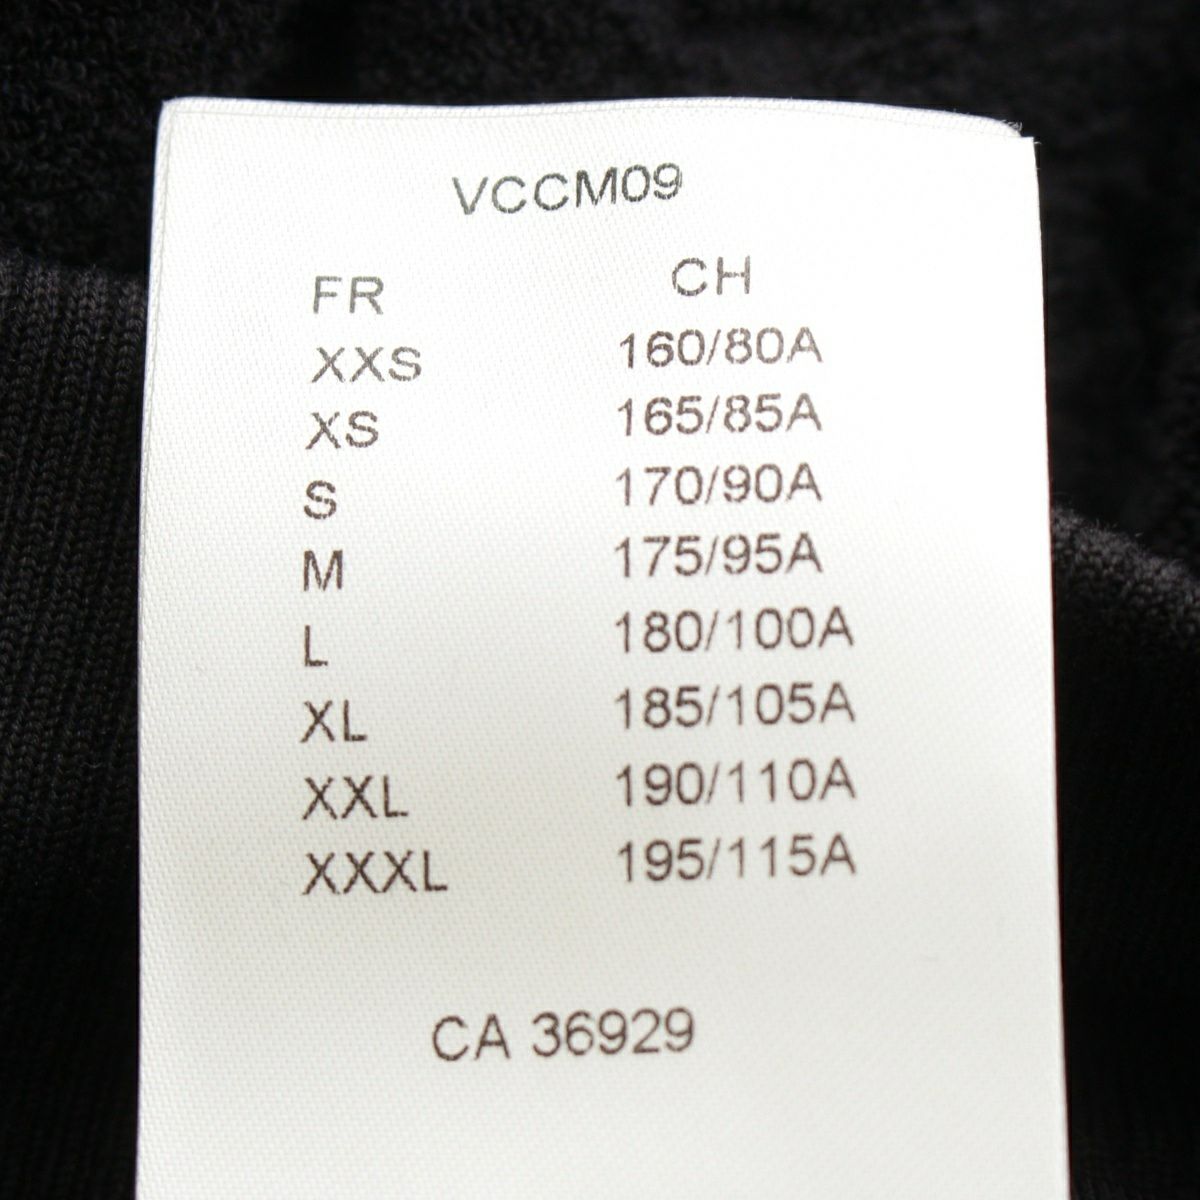 VCCM09
FR CH
XXS 160/80A
XS 165/85A
S 170/90A
M 175/95A
L 180/100A
XL 185/105A
XXL 190/110A
XXXL 195/115A
CA 36929